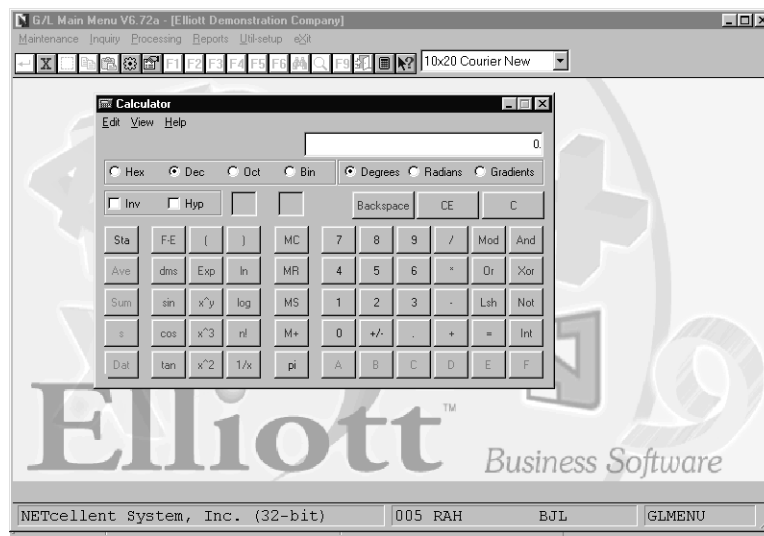 G/L Main Menu V6.72a - [Elliott Demonstration Company]
Maintenance Inquiry Processing Reports Util-setup eXit
X F1 F2 F3 F4 F5 F6 F9 10x20 Courier New
Calculator
Edit View Help
0.
Hex Dec Oct Bin Degrees Radians Gradients
Inv Hyp Backspace CE C
Sta F-E ( ) MC 7 8 9 / Mod And
Ave dms Exp ln MR 4 5 6 * Or Xor
Sum sin x^y log MS 1 2 3 - Lsh Not
s cos x^3 n! M+ 0 +/- . + = Int
Dat tan x^2 1/x pi A B C D E F
Elliott™
Business Software
NETcellent System, Inc. (32-bit) 005 RAH BJL GLMENU